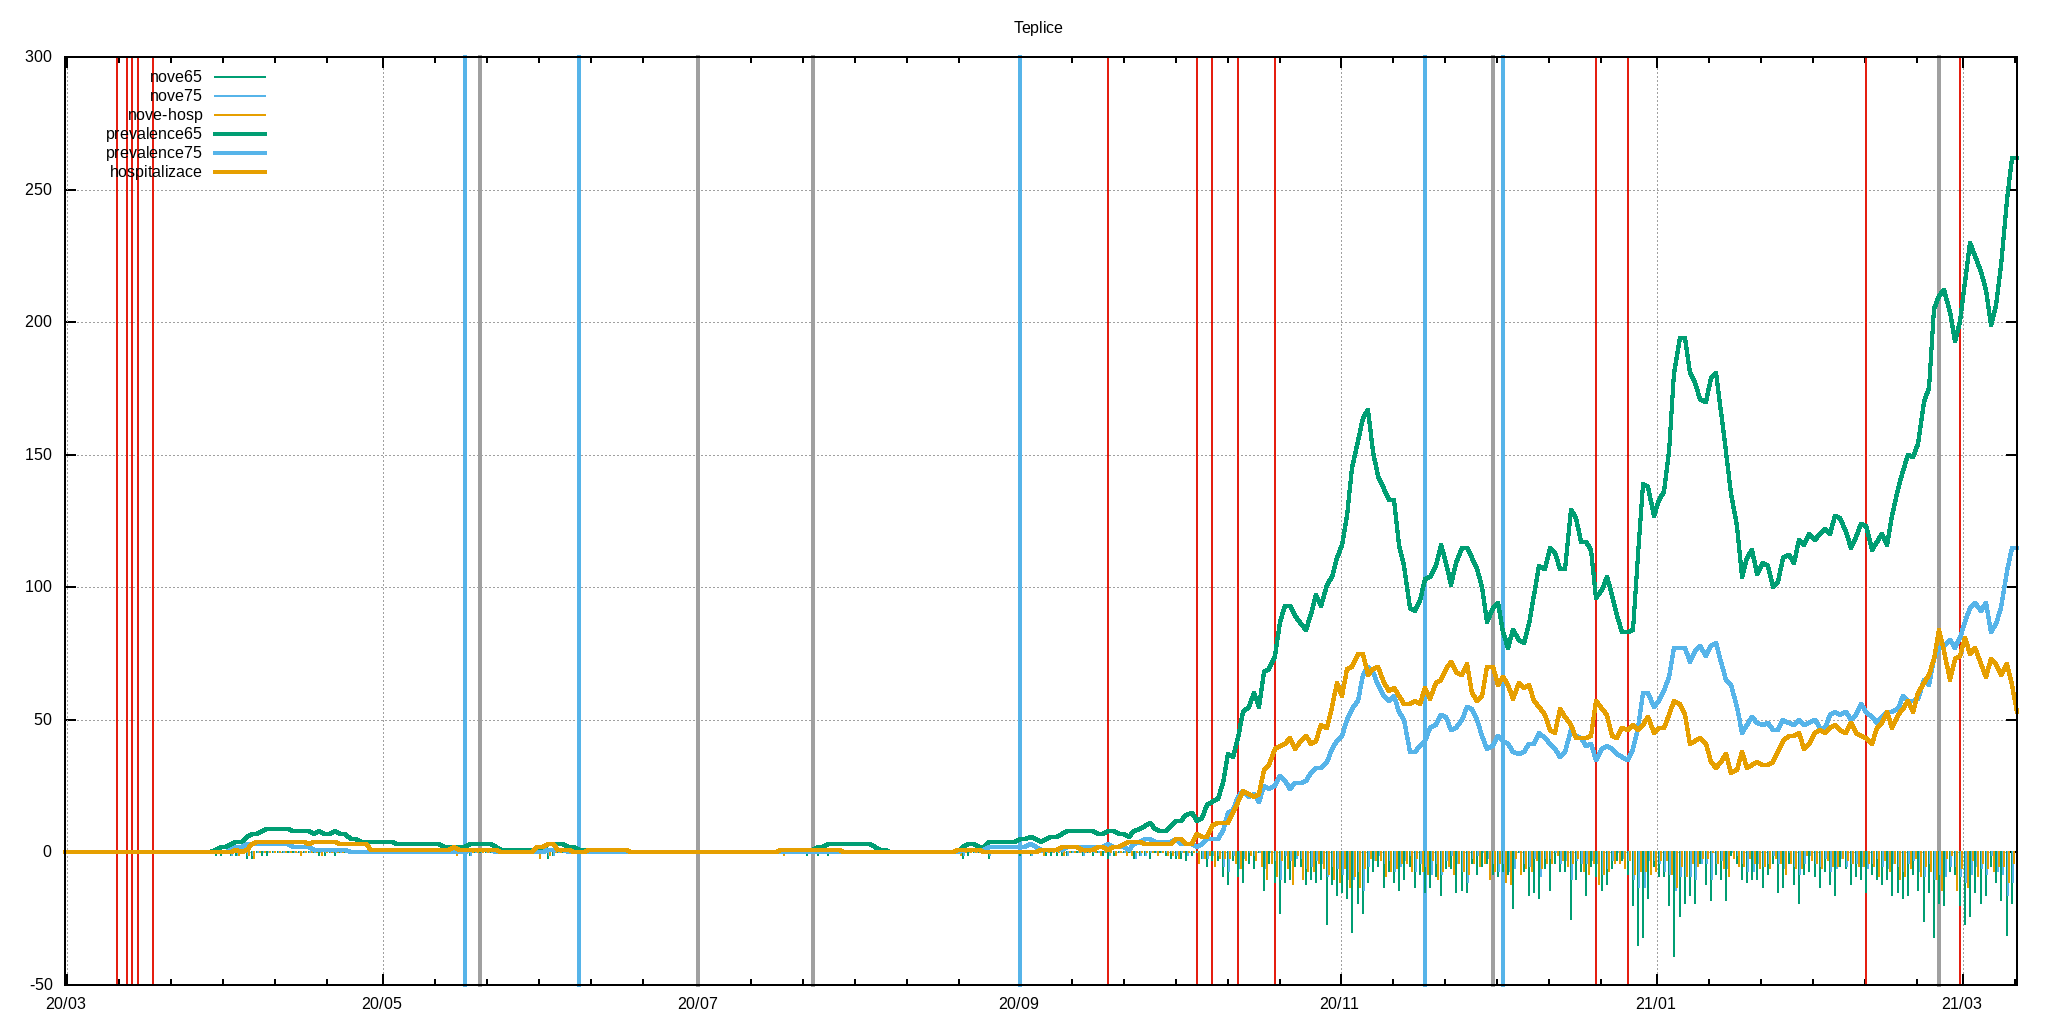 Teplice
300
250
200
150
100
50
0
-50
nove65
nove75
nove-hosp
prevalence65
prevalence75
hospitalizace
20/03 20/05 20/07 20/09 20/11 21/01 21/03